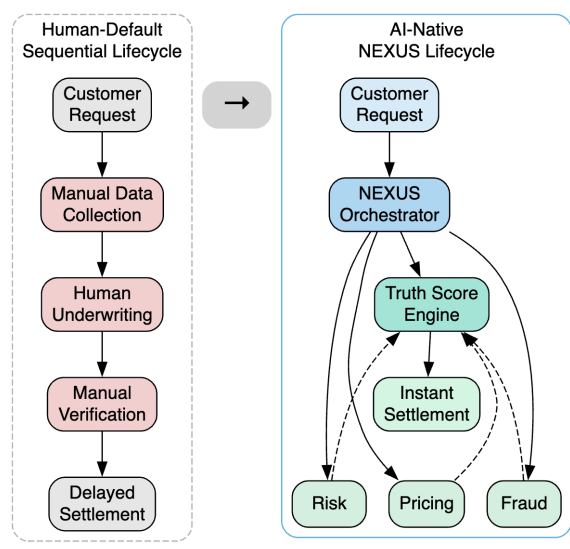 Human-Default
Sequential Lifecycle
Customer
Request
Manual Data
Collection
Human
Underwriting
Manual
Verification
Delayed
Settlement
→
AI-Native
NEXUS Lifecycle
Customer
Request
NEXUS
Orchestrator
Truth Score
Engine
Instant
Settlement
Risk
Pricing
Fraud